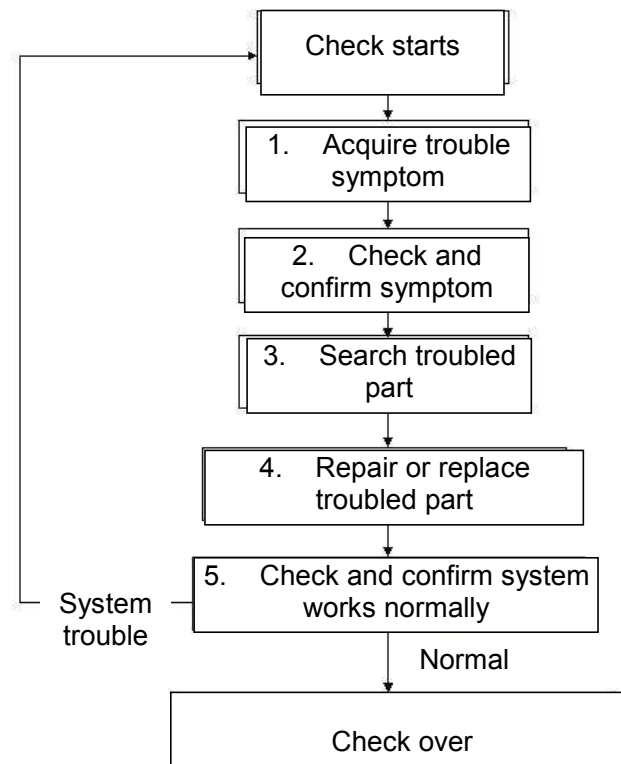 Check starts
1. Acquire trouble
symptom
2. Check and
confirm symptom
3. Search troubled
part
4. Repair or replace
troubled part
5. Check and confirm system
works normally
System
trouble
Normal
Check over